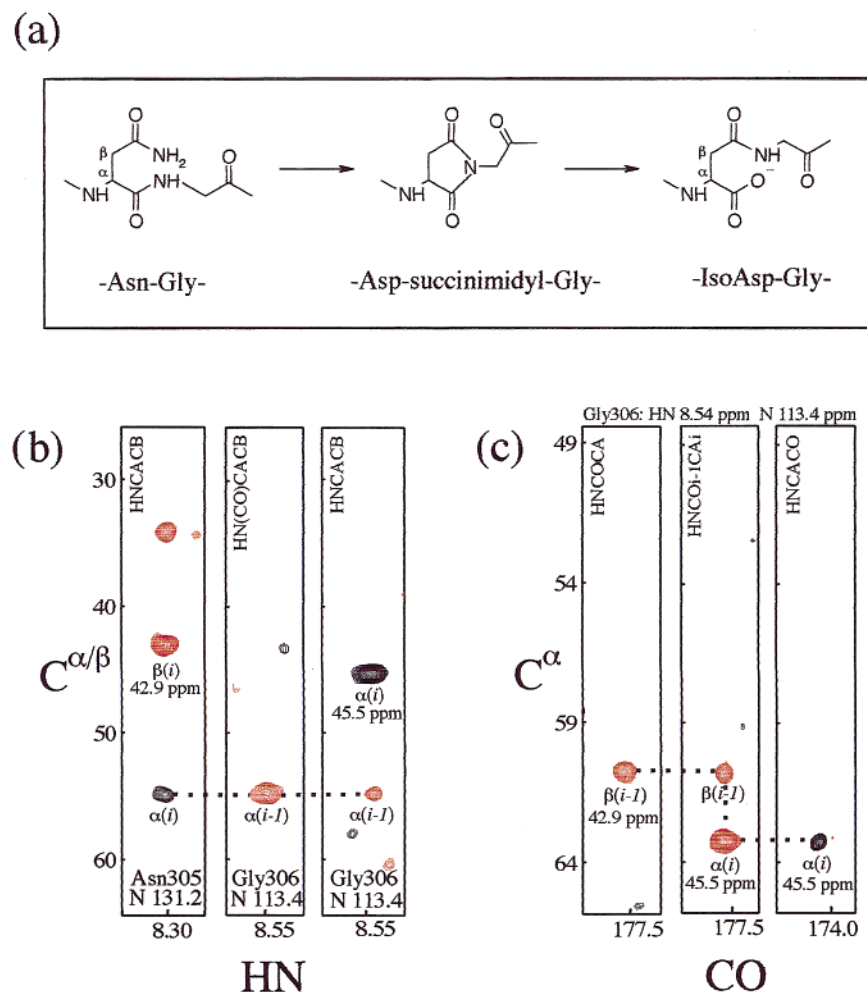 (a)
O
β
NH₂
α
NH
NH
O
O
O
O
N
NH
O
O
β
NH
α
O⁻
NH
O
O
-Asn-Gly-
-Asp-succinimidyl-Gly-
-IsoAsp-Gly-
(b)
HNCACB
HN(CO)CACB
HNCACB
30
40
50
60
C^α/β
β(i)
42.9 ppm
α(i)
45.5 ppm
α(i)
α(i-1)
α(i-1)
Asn305
N 131.2
Gly306
N 113.4
Gly306
N 113.4
8.30
8.55
8.55
HN
(c)
Gly306: HN 8.54 ppm N 113.4 ppm
HNCOCA
HNCOi-1CAi
HNCACO
49
54
59
64
C^α
β(i-1)
42.9 ppm
β(i-1)
α(i)
45.5 ppm
α(i)
45.5 ppm
177.5
177.5
174.0
CO